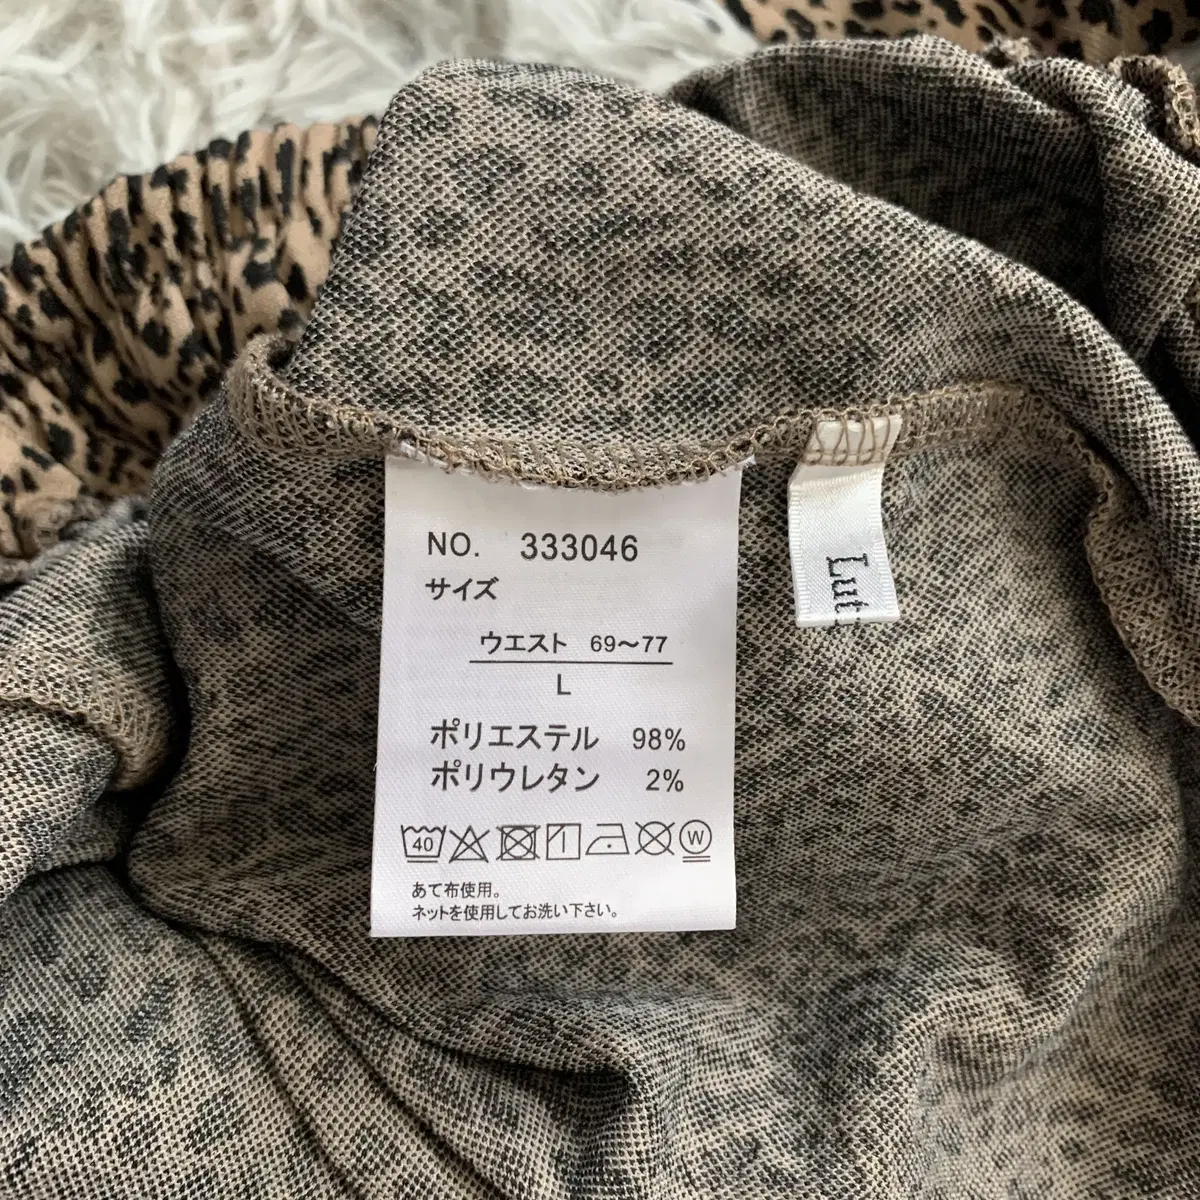 NO. 333046
サイズ
ウエスト 69〜77
L
ポリエステル 98%
ポリウレタン 2%
40
W
あて布使用。
ネットを使用してお洗い下さい。
Lut